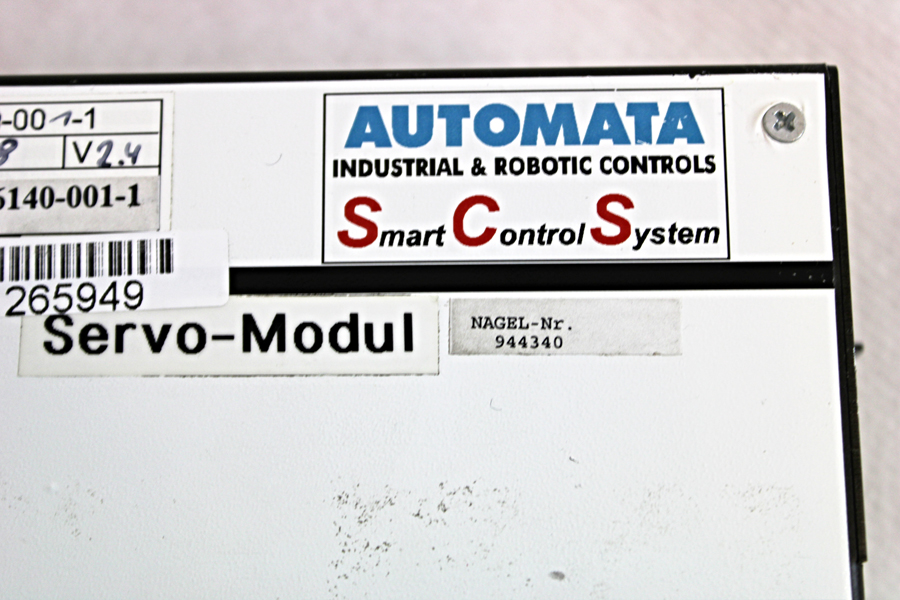 -001-1
8 V2.4
5140-001-1
265949
AUTOMATA
INDUSTRIAL & ROBOTIC CONTROLS
Smart Control System
Servo-Modul
NAGEL-Nr.
944340